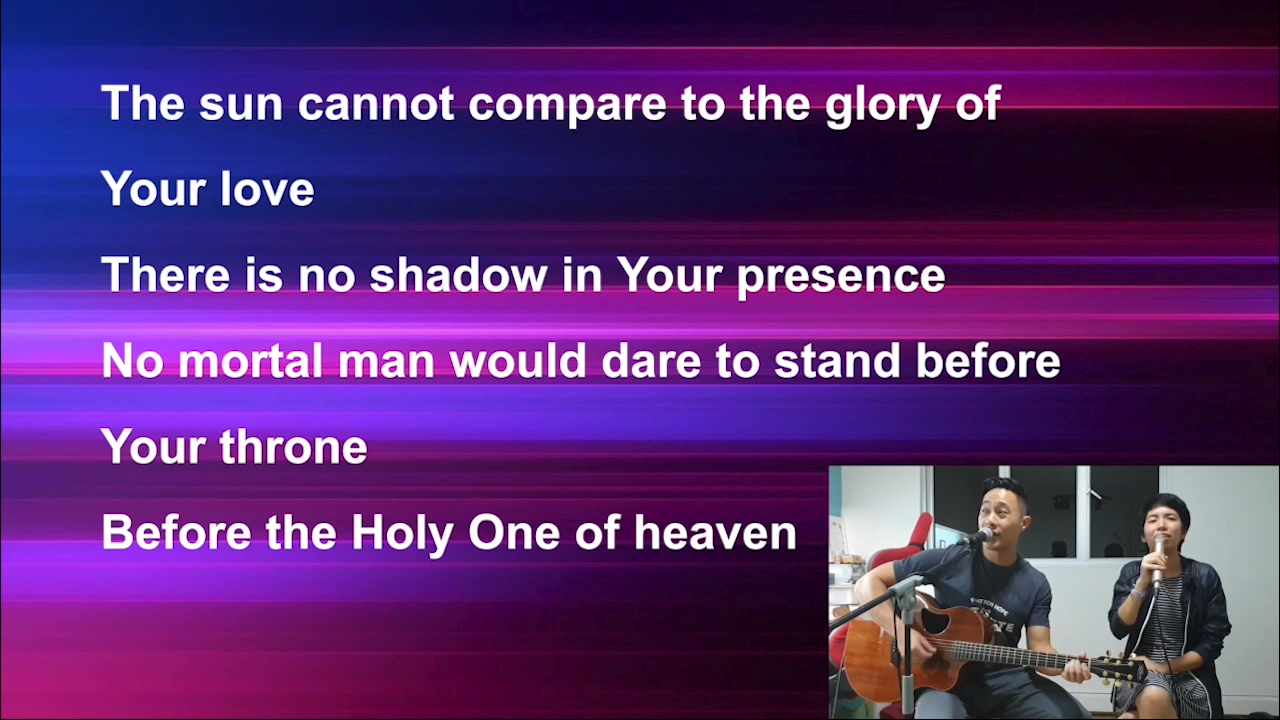 The sun cannot compare to the glory of
Your love
There is no shadow in Your presence
No mortal man would dare to stand before
Your throne
Before the Holy One of heaven